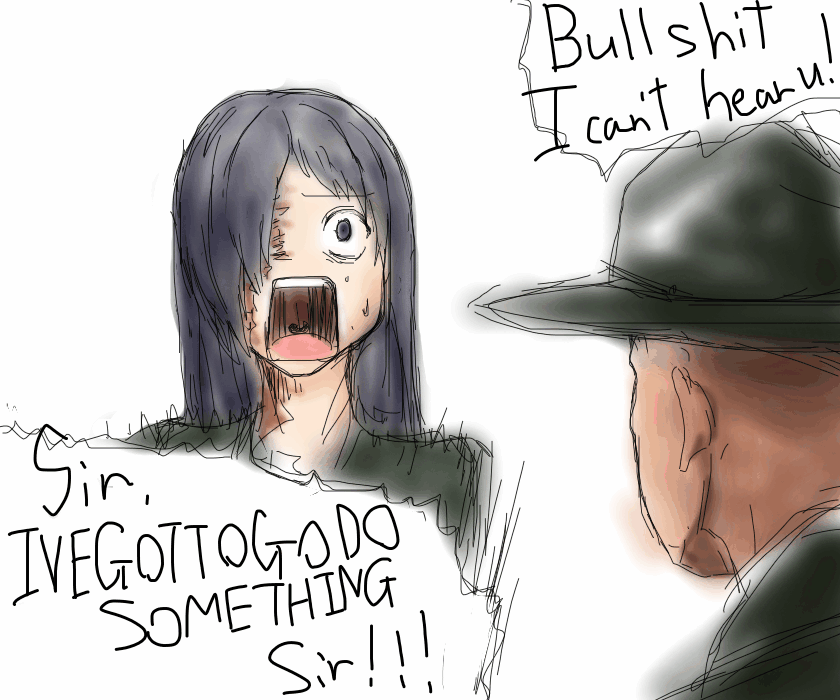 Bullshit
I can't hear u!
Sir,
IVEGOTTOGODO
SOMETHING
Sir!!!